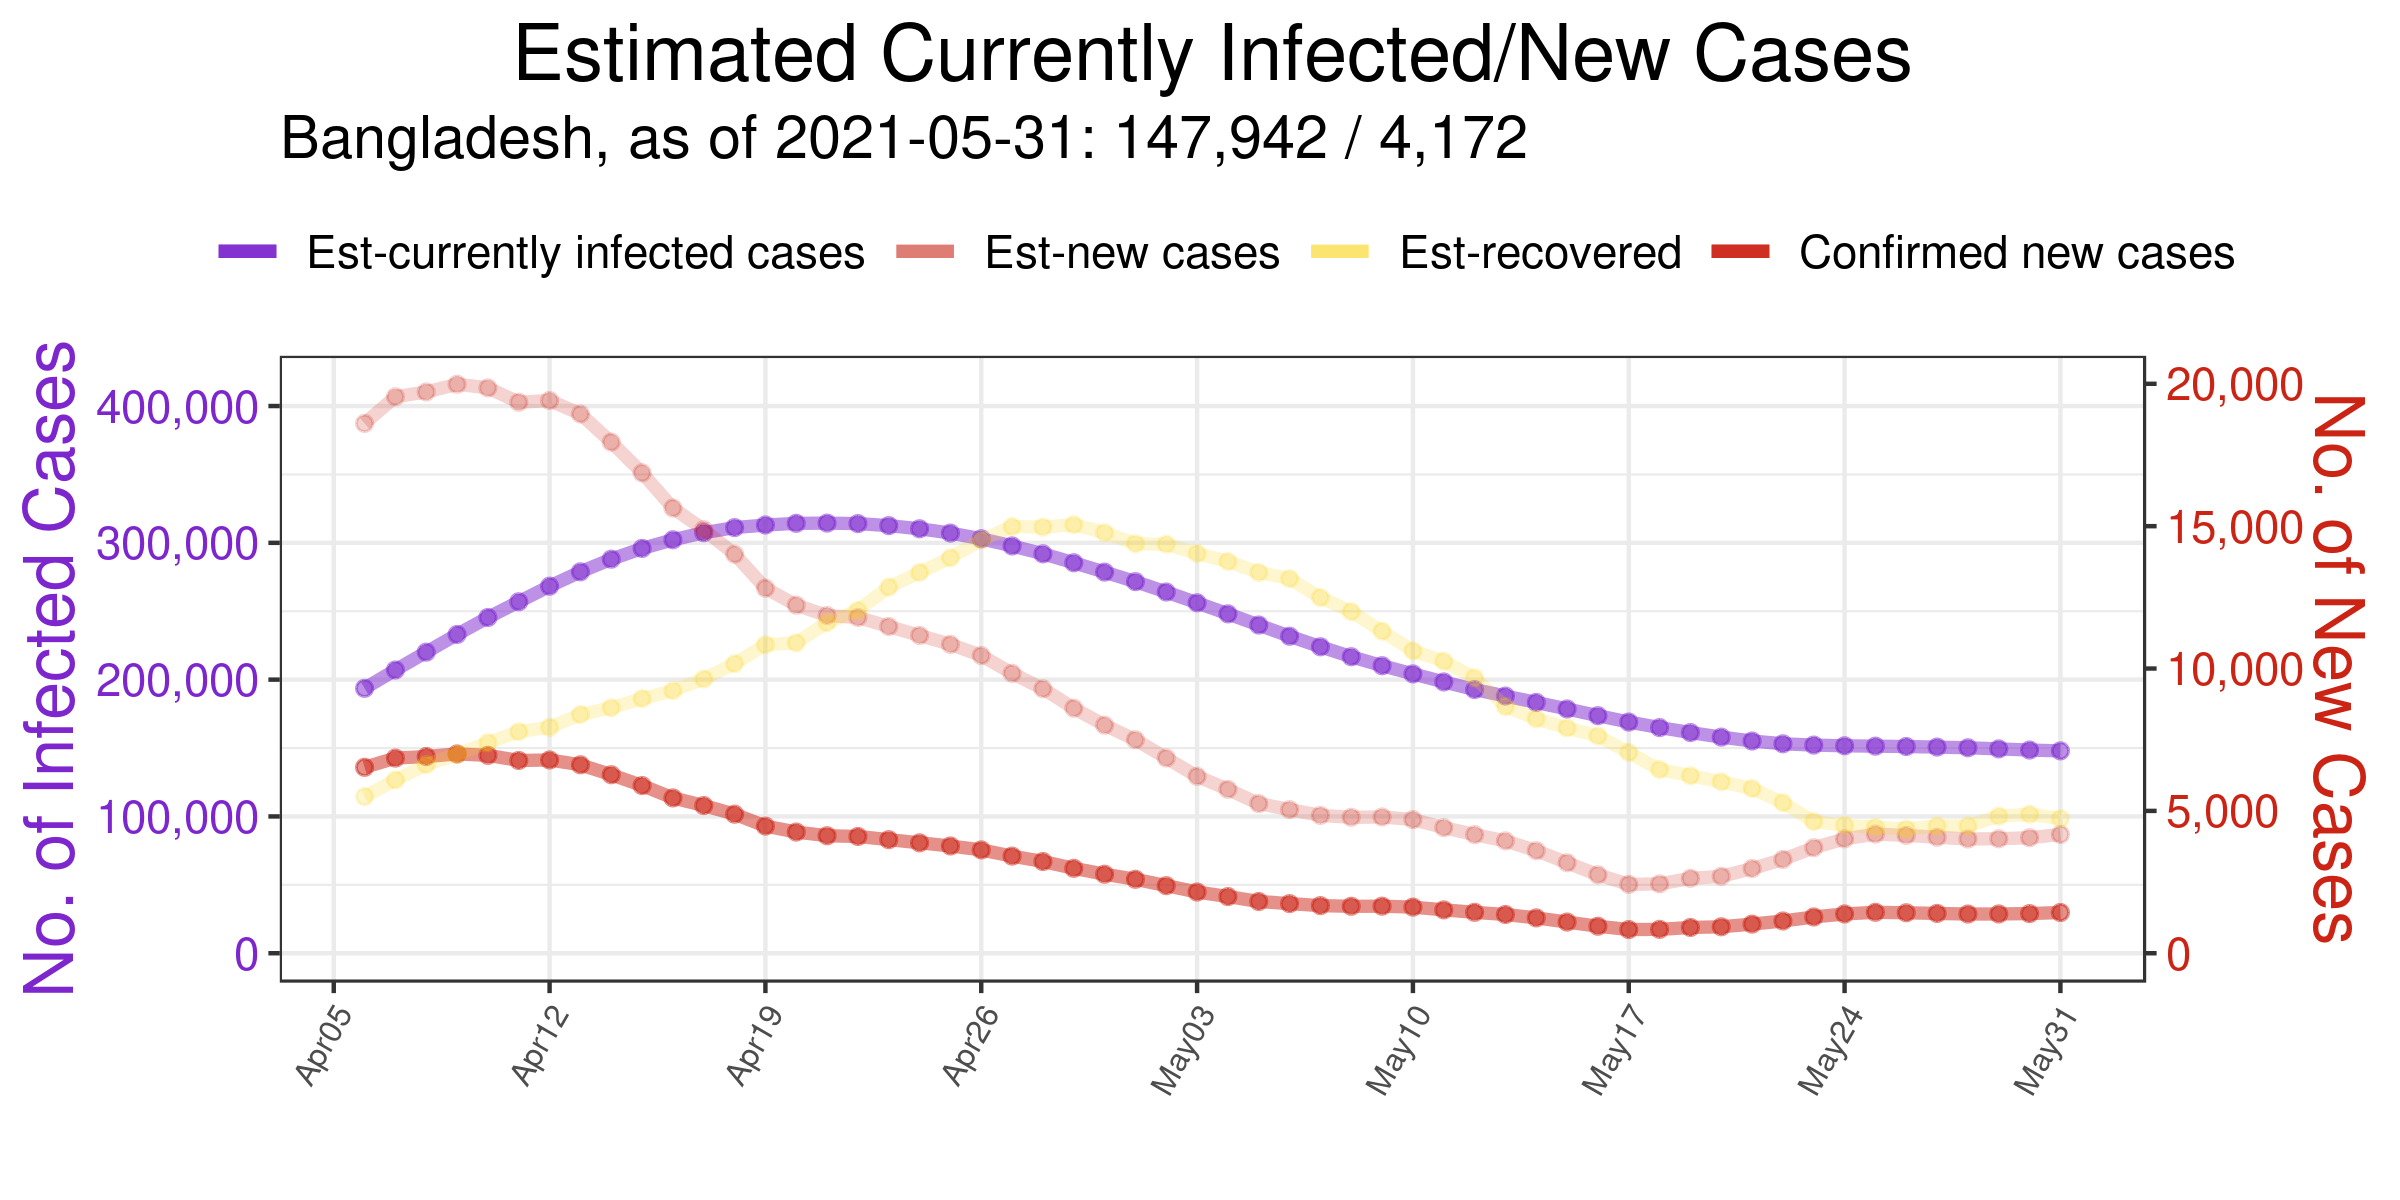 Estimated Currently Infected/New Cases
Bangladesh, as of 2021-05-31: 147,942 / 4,172
Est-currently infected cases Est-new cases Est-recovered Confirmed new cases
No. of Infected Cases
400,000
300,000
200,000
100,000
0
20,000
15,000
10,000
5,000
0
No. of New Cases
Apr05 Apr12 Apr19 Apr26 May03 May10 May17 May24 May31